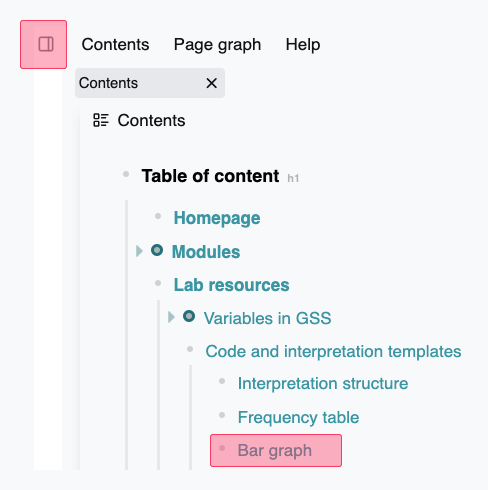 Contents Page graph Help
Contents
Contents
Table of content h1
Homepage
Modules
Lab resources
Variables in GSS
Code and interpretation templates
Interpretation structure
Frequency table
Bar graph